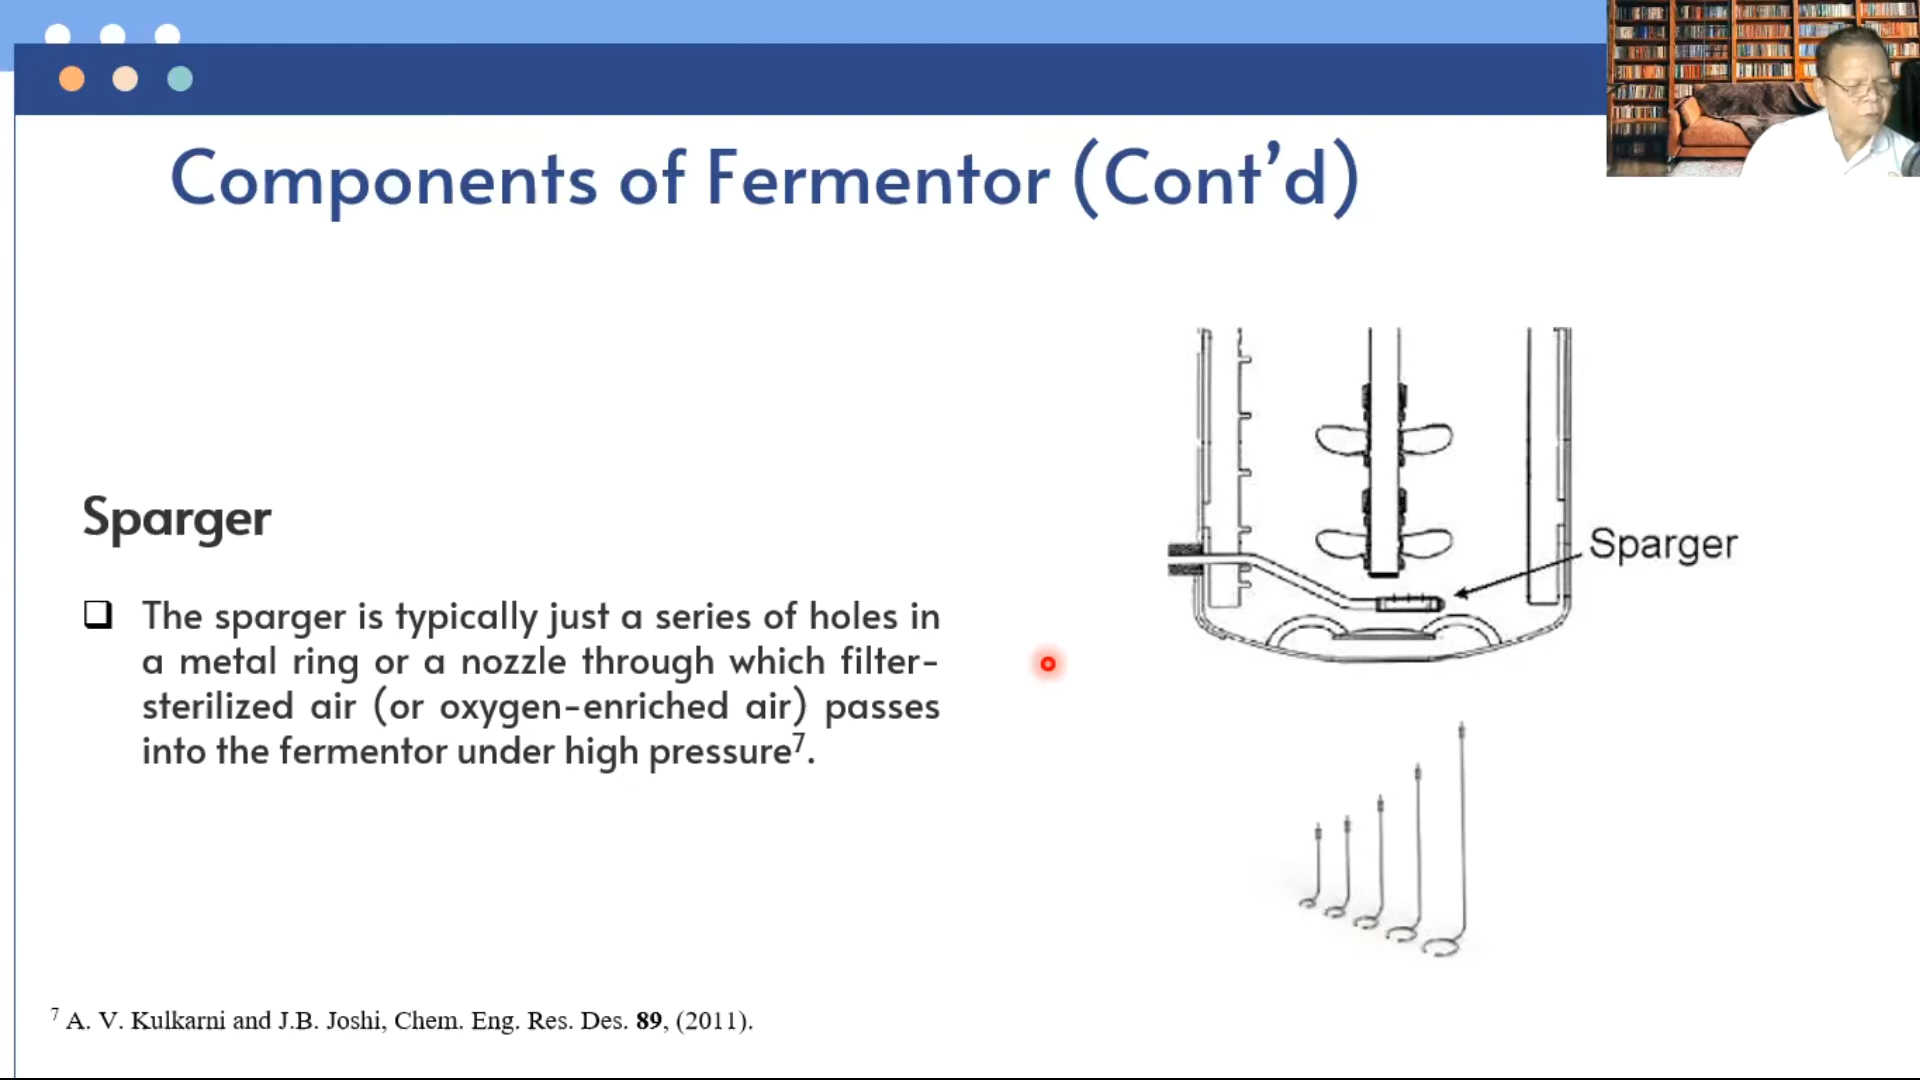 Components of Fermentor (Cont’d)
Sparger
❑ The sparger is typically just a series of holes in
a metal ring or a nozzle through which filter-
sterilized air (or oxygen-enriched air) passes
into the fermentor under high pressure⁷.
Sparger
⁷ A. V. Kulkarni and J.B. Joshi, Chem. Eng. Res. Des. 89, (2011).